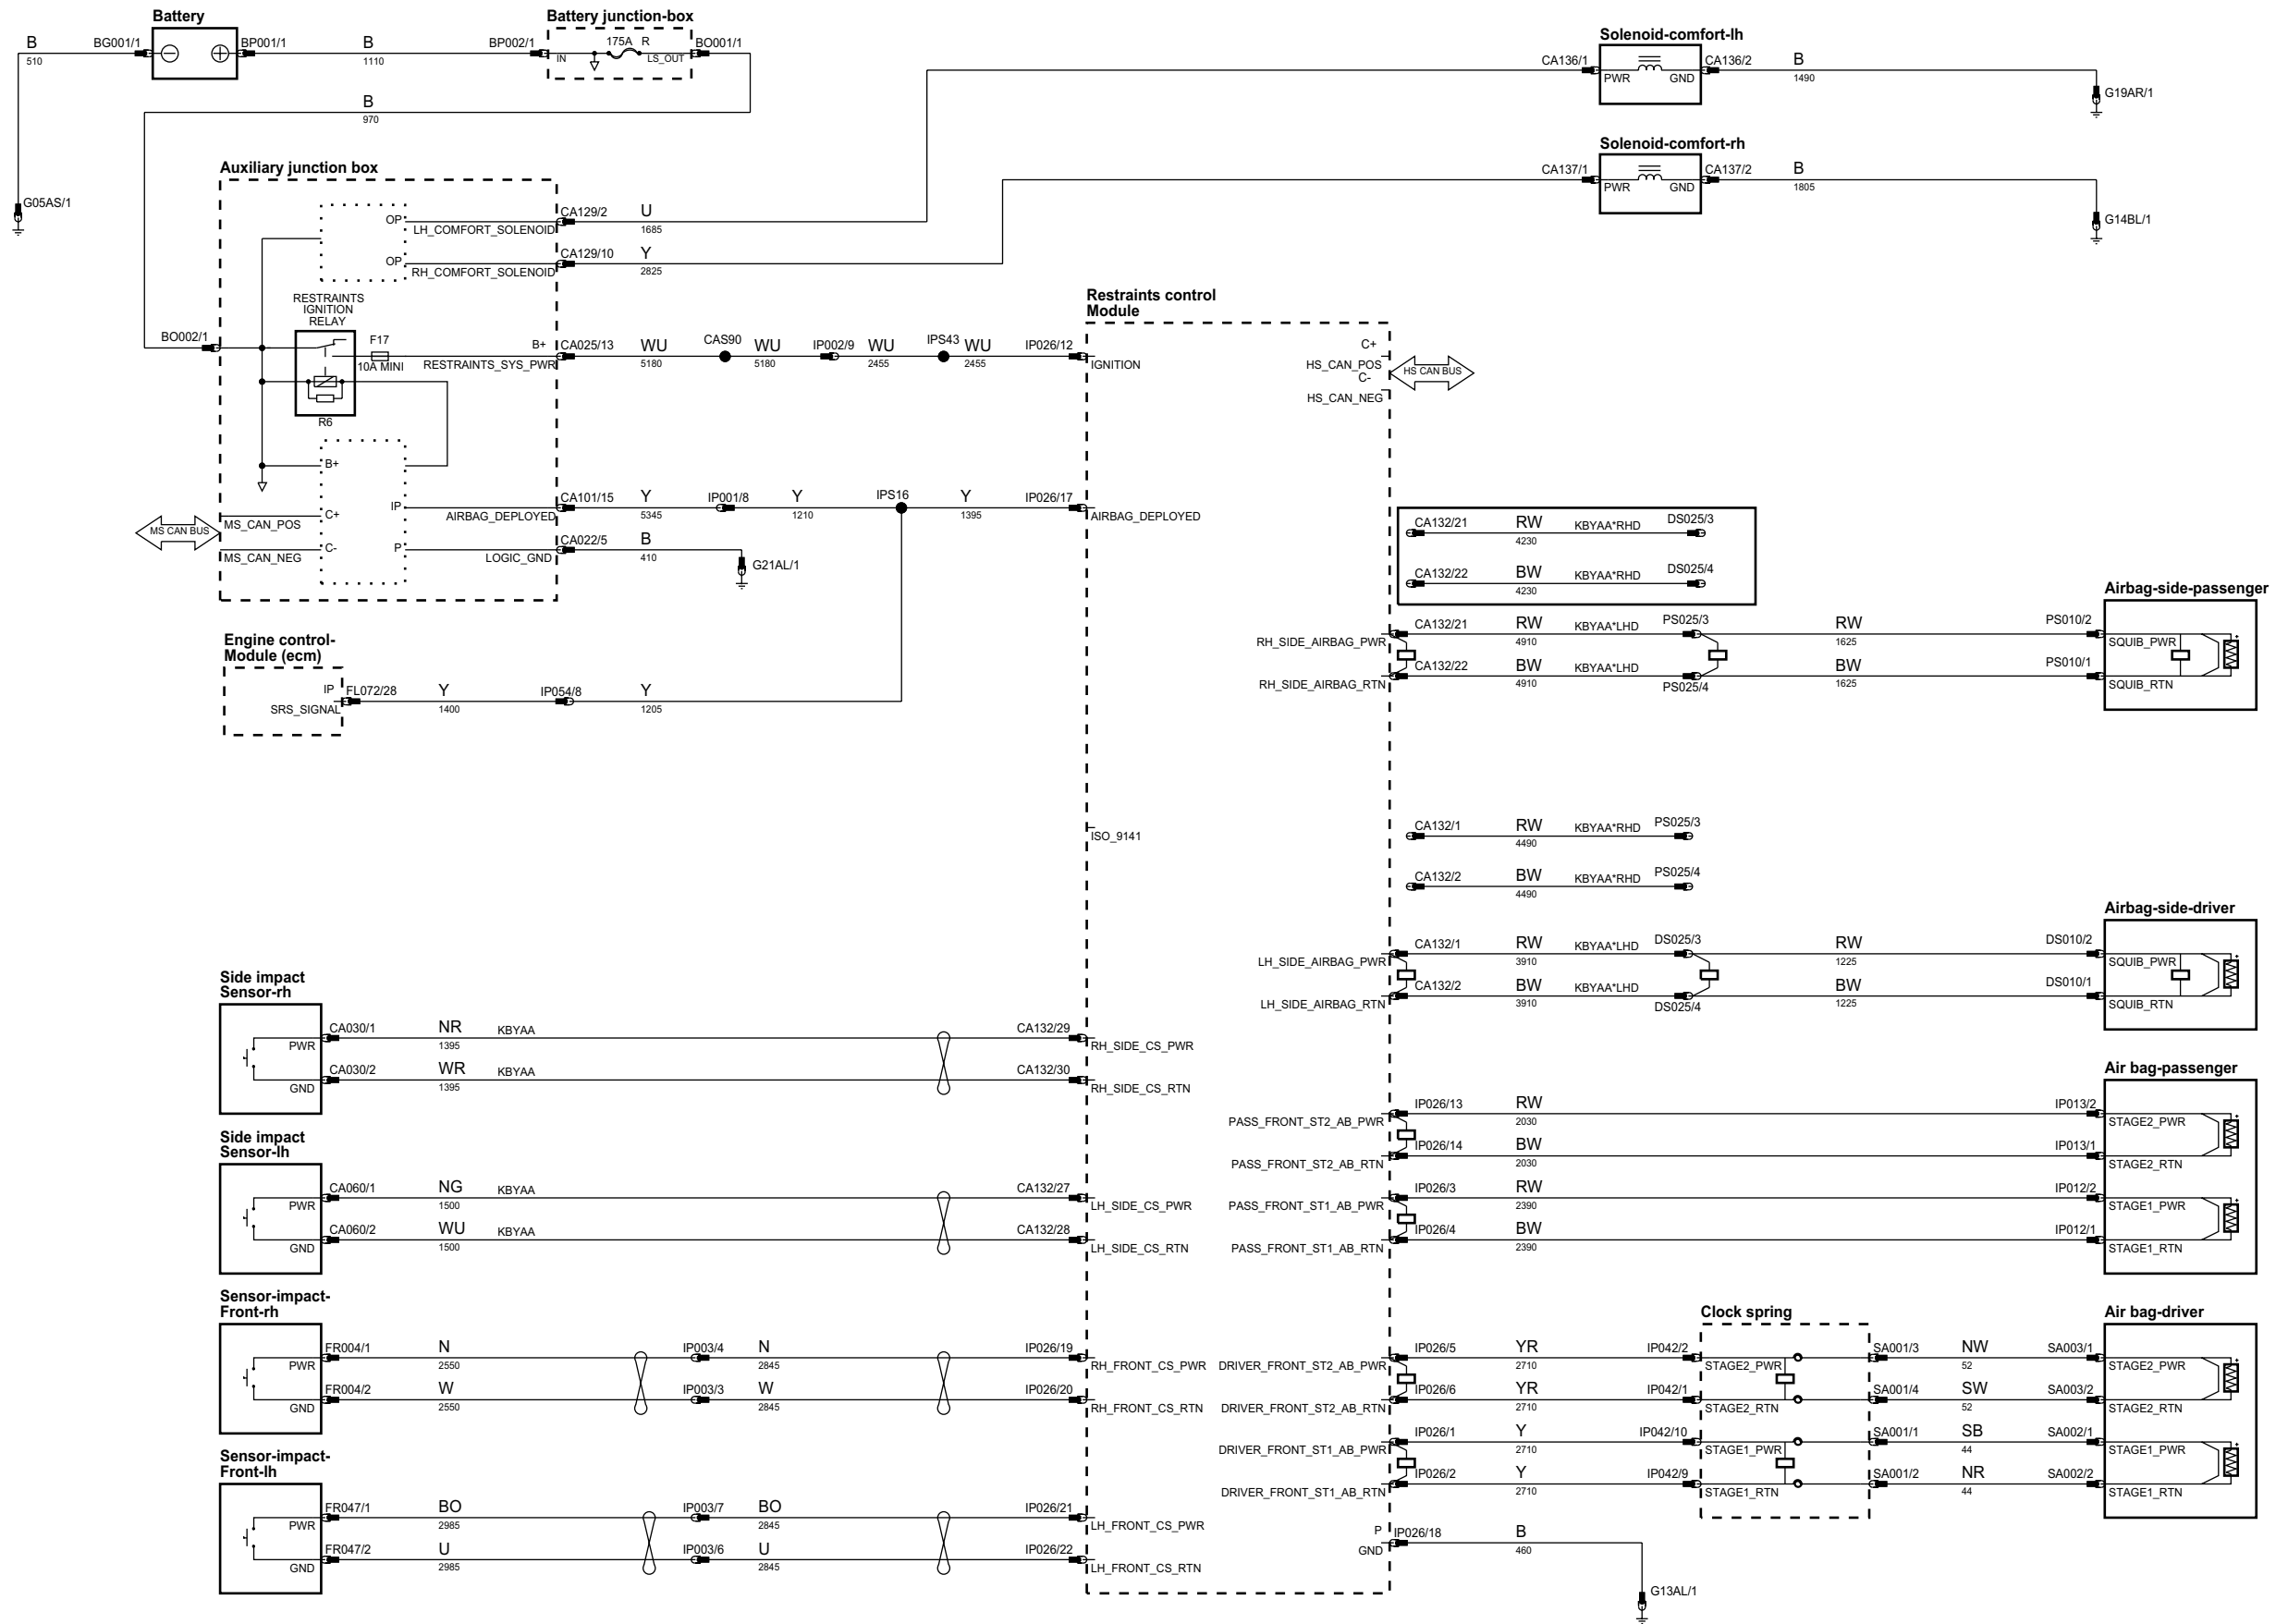 Battery
Battery junction-box
B
510
BG001/1
BP001/1
B
1110
BP002/1
175A R
IN
LS_OUT
BO001/1
B
970
G05AS/1
Solenoid-comfort-lh
CA136/1
PWR
GND
CA136/2
B
1490
G19AR/1
Solenoid-comfort-rh
CA137/1
PWR
GND
CA137/2
B
1805
G14BL/1
Auxiliary junction box
OP
LH_COMFORT_SOLENOID
CA129/2
U
1685
OP
RH_COMFORT_SOLENOID
CA129/10
Y
2825
RESTRAINTS
IGNITION
RELAY
BO002/1
F17
10A MINI
R6
B+
RESTRAINTS_SYS_PWR
CA025/13
WU
5180
CAS90
WU
5180
IP002/9
WU
2455
IPS43
WU
2455
IP026/12
B+
C+
C-
IP
P
MS CAN BUS
MS_CAN_POS
MS_CAN_NEG
AIRBAG_DEPLOYED
CA101/15
Y
5345
IP001/8
Y
1210
IPS16
Y
1395
IP026/17
LOGIC_GND
CA022/5
B
410
G21AL/1
Engine control-
Module (ecm)
IP
SRS_SIGNAL
FL072/28
Y
1400
IP054/8
Y
1205
Restraints control
Module
IGNITION
C+
HS_CAN_POS
C-
HS_CAN_NEG
HS CAN BUS
AIRBAG_DEPLOYED
CA132/21
RW
4230
KBYAA*RHD
DS025/3
CA132/22
BW
4230
KBYAA*RHD
DS025/4
RH_SIDE_AIRBAG_PWR
CA132/21
RW
4910
KBYAA*LHD
PS025/3
RW
1625
PS010/2
RH_SIDE_AIRBAG_RTN
CA132/22
BW
4910
KBYAA*LHD
PS025/4
BW
1625
PS010/1
Airbag-side-passenger
SQUIB_PWR
SQUIB_RTN
ISO_9141
CA132/1
RW
4490
KBYAA*RHD
PS025/3
CA132/2
BW
4490
KBYAA*RHD
PS025/4
LH_SIDE_AIRBAG_PWR
CA132/1
RW
3910
KBYAA*LHD
DS025/3
RW
1225
DS010/2
LH_SIDE_AIRBAG_RTN
CA132/2
BW
3910
KBYAA*LHD
DS025/4
BW
1225
DS010/1
Airbag-side-driver
SQUIB_PWR
SQUIB_RTN
Side impact
Sensor-rh
PWR
CA030/1
NR
1395
KBYAA
CA132/29
RH_SIDE_CS_PWR
GND
CA030/2
WR
1395
KBYAA
CA132/30
RH_SIDE_CS_RTN
Side impact
Sensor-lh
PWR
CA060/1
NG
1500
KBYAA
CA132/27
LH_SIDE_CS_PWR
GND
CA060/2
WU
1500
KBYAA
CA132/28
LH_SIDE_CS_RTN
Air bag-passenger
PASS_FRONT_ST2_AB_PWR
IP026/13
RW
2030
IP013/2
STAGE2_PWR
PASS_FRONT_ST2_AB_RTN
IP026/14
BW
2030
IP013/1
STAGE2_RTN
PASS_FRONT_ST1_AB_PWR
IP026/3
RW
2390
IP012/2
STAGE1_PWR
PASS_FRONT_ST1_AB_RTN
IP026/4
BW
2390
IP012/1
STAGE1_RTN
Sensor-impact-
Front-rh
PWR
FR004/1
N
2550
IP003/4
N
2845
IP026/19
RH_FRONT_CS_PWR
GND
FR004/2
W
2550
IP003/3
W
2845
IP026/20
RH_FRONT_CS_RTN
Sensor-impact-
Front-lh
PWR
FR047/1
BO
2985
IP003/7
BO
2845
IP026/21
LH_FRONT_CS_PWR
GND
FR047/2
U
2985
IP003/6
U
2845
IP026/22
LH_FRONT_CS_RTN
Clock spring
Air bag-driver
DRIVER_FRONT_ST2_AB_PWR
IP026/5
YR
2710
IP042/2
STAGE2_PWR
SA001/3
NW
52
SA003/1
STAGE2_PWR
DRIVER_FRONT_ST2_AB_RTN
IP026/6
YR
2710
IP042/1
STAGE2_RTN
SA001/4
SW
52
SA003/2
STAGE2_RTN
DRIVER_FRONT_ST1_AB_PWR
IP026/1
Y
2710
IP042/10
STAGE1_PWR
SA001/1
SB
44
SA002/1
STAGE1_PWR
DRIVER_FRONT_ST1_AB_RTN
IP026/2
Y
2710
IP042/9
STAGE1_RTN
SA001/2
NR
44
SA002/2
STAGE1_RTN
P
GND
IP026/18
B
460
G13AL/1